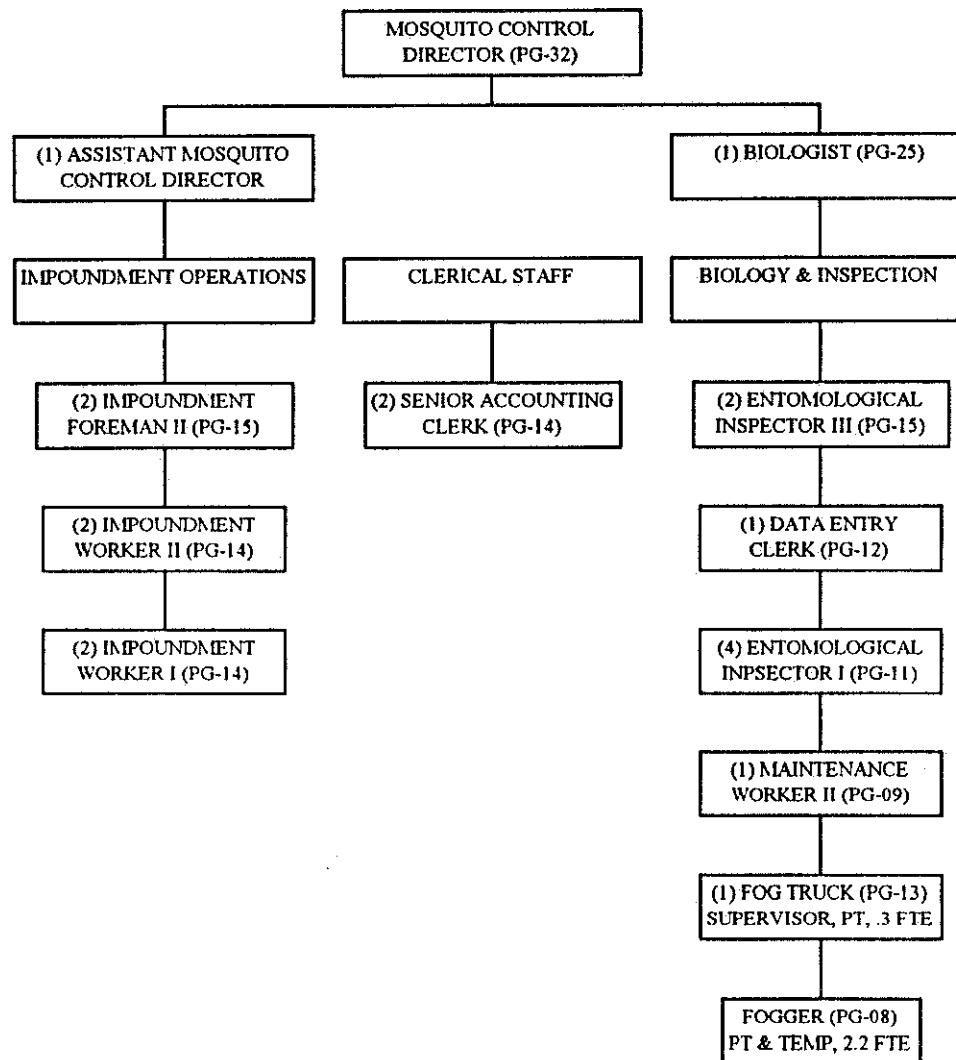 MOSQUITO CONTROL
DIRECTOR (PG-32)
(1) ASSISTANT MOSQUITO
CONTROL DIRECTOR
(1) BIOLOGIST (PG-25)
IMPOUNDMENT OPERATIONS
CLERICAL STAFF
BIOLOGY & INSPECTION
(2) IMPOUNDMENT
FOREMAN II (PG-15)
(2) SENIOR ACCOUNTING
CLERK (PG-14)
(2) ENTOMOLOGICAL
INSPECTOR III (PG-15)
(2) IMPOUNDMENT
WORKER II (PG-14)
(1) DATA ENTRY
CLERK (PG-12)
(2) IMPOUNDMENT
WORKER I (PG-14)
(4) ENTOMOLOGICAL
INPSECTOR I (PG-11)
(1) MAINTENANCE
WORKER II (PG-09)
(1) FOG TRUCK (PG-13)
SUPERVISOR, PT, .3 FTE
FOGGER (PG-08)
PT & TEMP, 2.2 FTE